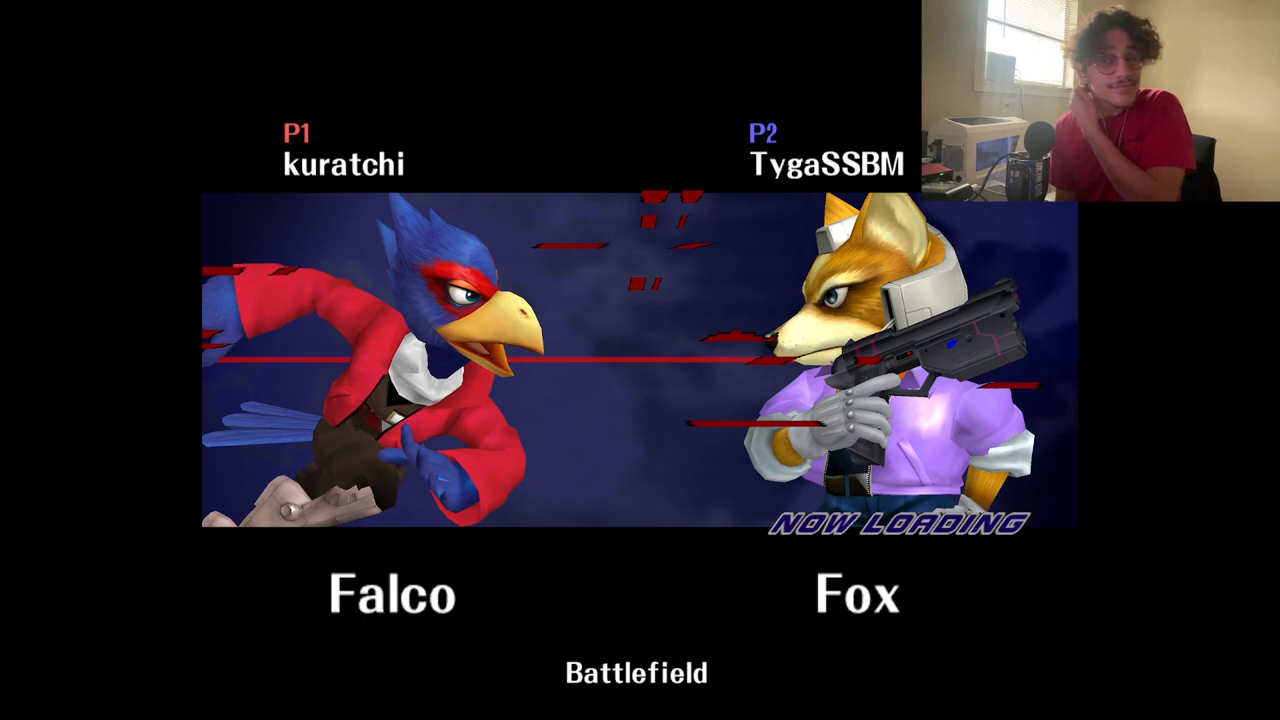 P1
kuratchi
P2
TygaSSBM
NOW LOADING
Falco
Fox
Battlefield